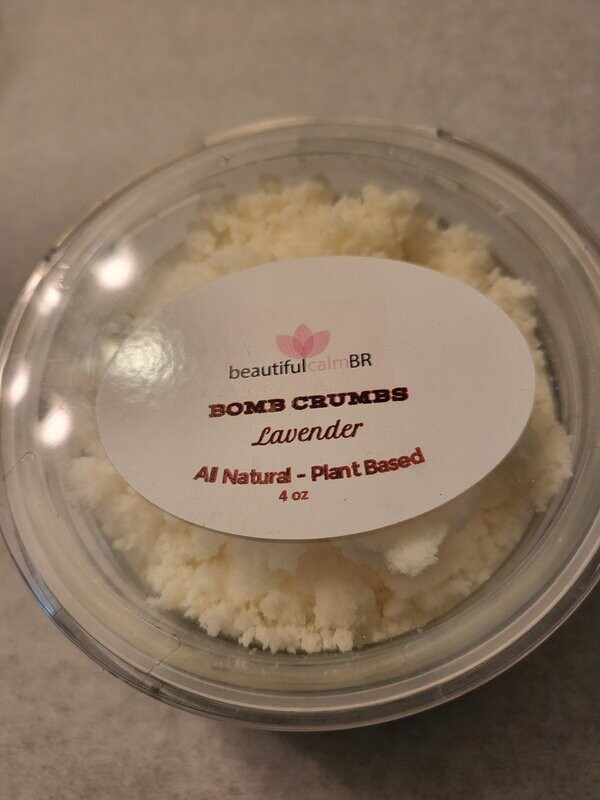 beautifulcalmBR
BOMB CRUMBS
Lavender
All Natural - Plant Based
4 oz